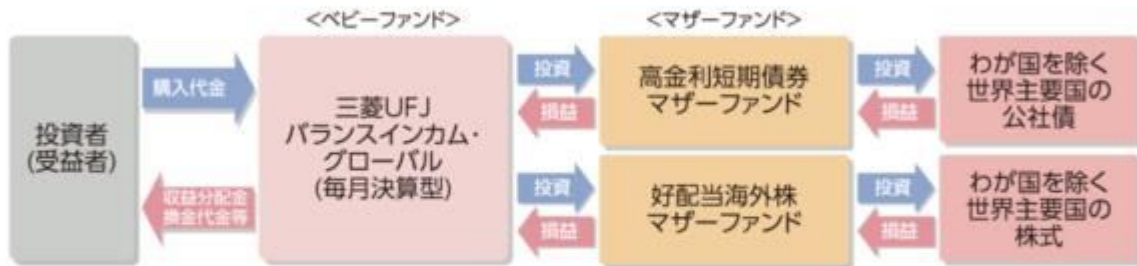 <ベビーファンド>
<マザーファンド>
投資者
(受益者)
購入代金
収益分配金
換金代金等
三菱UFJ
バランスインカム・
グローバル
(毎月決算型)
投資
損益
高金利短期債券
マザーファンド
投資
損益
わが国を除く
世界主要国の
公社債
投資
損益
好配当海外株
マザーファンド
投資
損益
わが国を除く
世界主要国の
株式